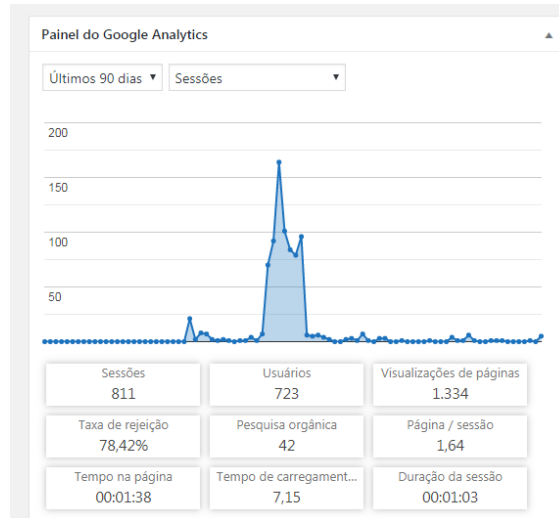 Painel do Google Analytics
Últimos 90 dias Sessões
200
150
100
50
Sessões Usuários Visualizações de páginas
811 723 1.334
Taxa de rejeição Pesquisa orgânica Página / sessão
78,42% 42 1,64
Tempo na página Tempo de carregament... Duração da sessão
00:01:38 7,15 00:01:03